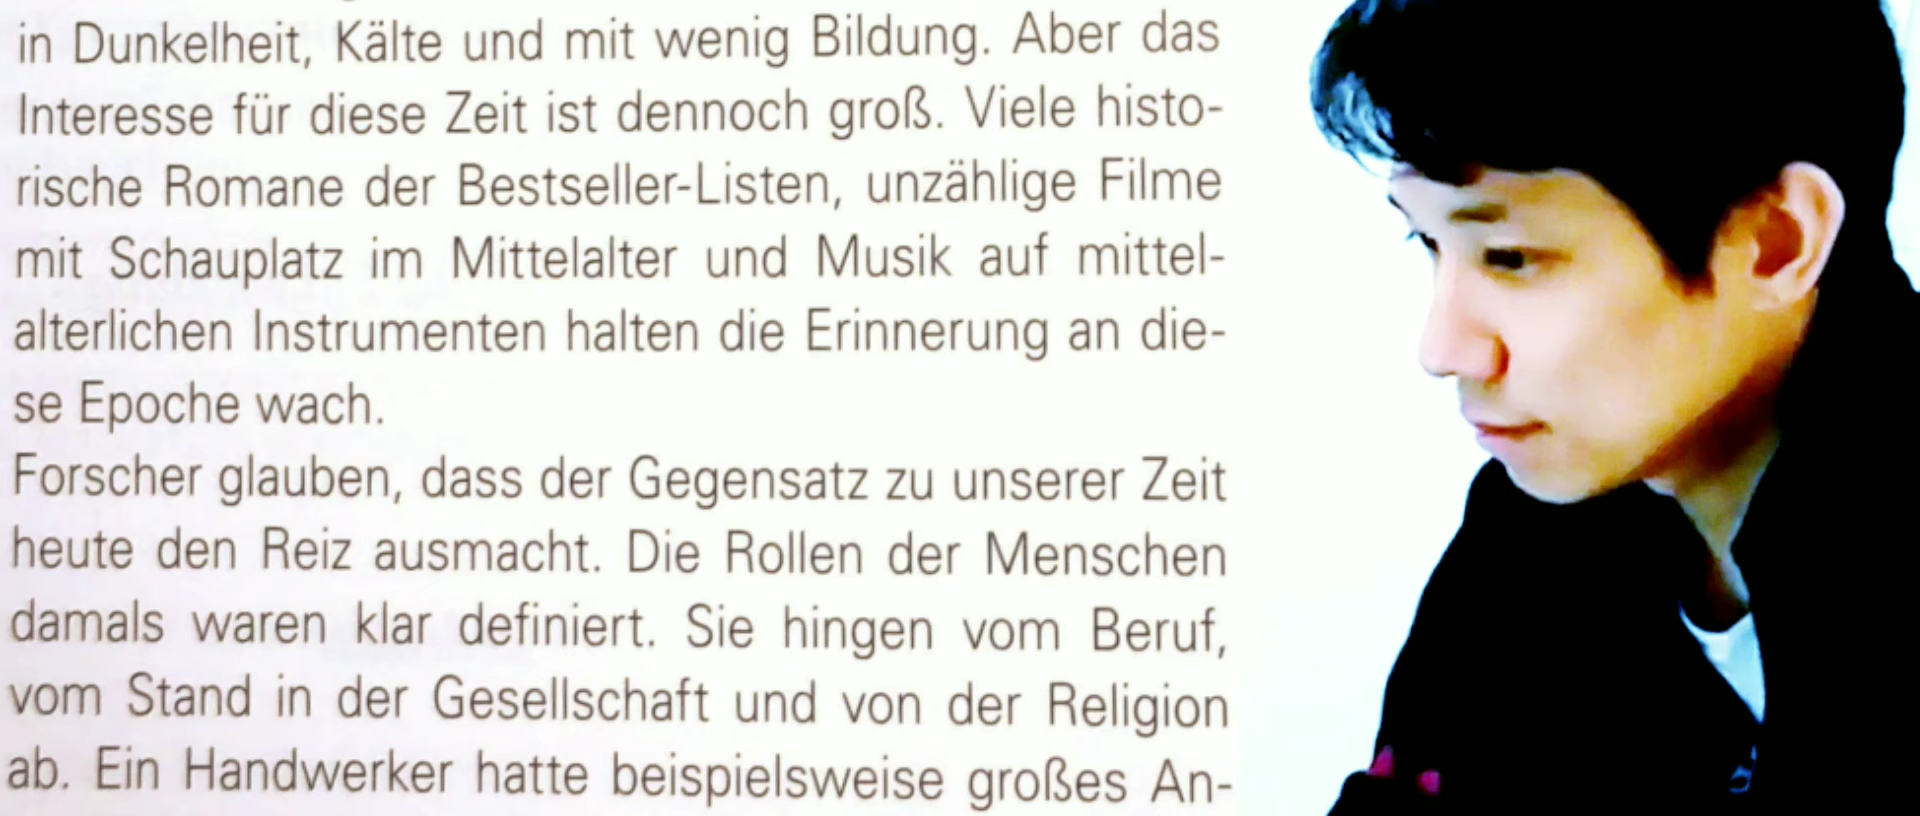 in Dunkelheit, Kälte und mit wenig Bildung. Aber das
Interesse für diese Zeit ist dennoch groß. Viele histo-
rische Romane der Bestseller-Listen, unzählige Filme
mit Schauplatz im Mittelalter und Musik auf mittel-
alterlichen Instrumenten halten die Erinnerung an die-
se Epoche wach.
Forscher glauben, dass der Gegensatz zu unserer Zeit
heute den Reiz ausmacht. Die Rollen der Menschen
damals waren klar definiert. Sie hingen vom Beruf,
vom Stand in der Gesellschaft und von der Religion
ab. Ein Handwerker hatte beispielsweise großes An-